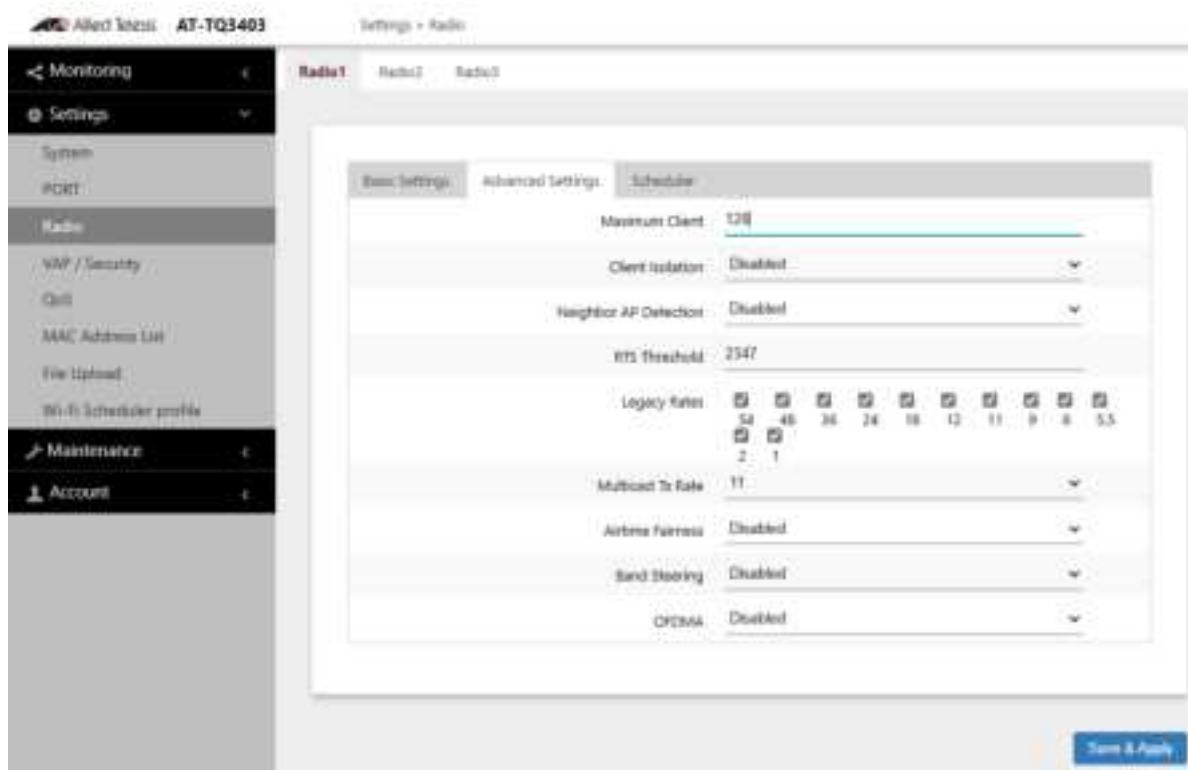 Allied Telesis AT-TQ3403 Settings > Radio
Monitoring
Radio1 Radio2 Radio3
Settings
System
PORT
Radio
VAP / Security
QoS
MAC Address List
File Upload
Wi-Fi Scheduler profile
Maintenance
Account
Basic Settings Advanced Settings Scheduler
Maximum Client 128
Client Isolation Disabled
Neighbor AP Detection Disabled
RTS Threshold 2347
Legacy Rates 54 48 36 24 18 12 11 9 6 5.5
2 1
Multicast Tx Rate 11
Airtime Fairness Disabled
Band Steering Disabled
OFDMA Disabled
Save & Apply